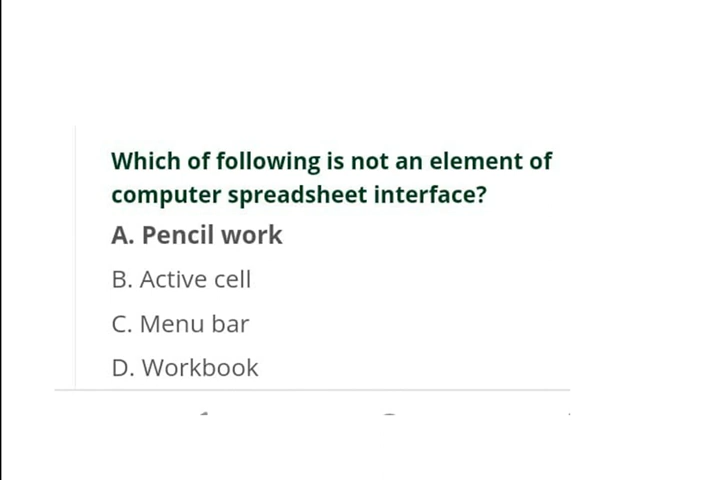 Which of following is not an element of
computer spreadsheet interface?
A. Pencil work
B. Active cell
C. Menu bar
D. Workbook